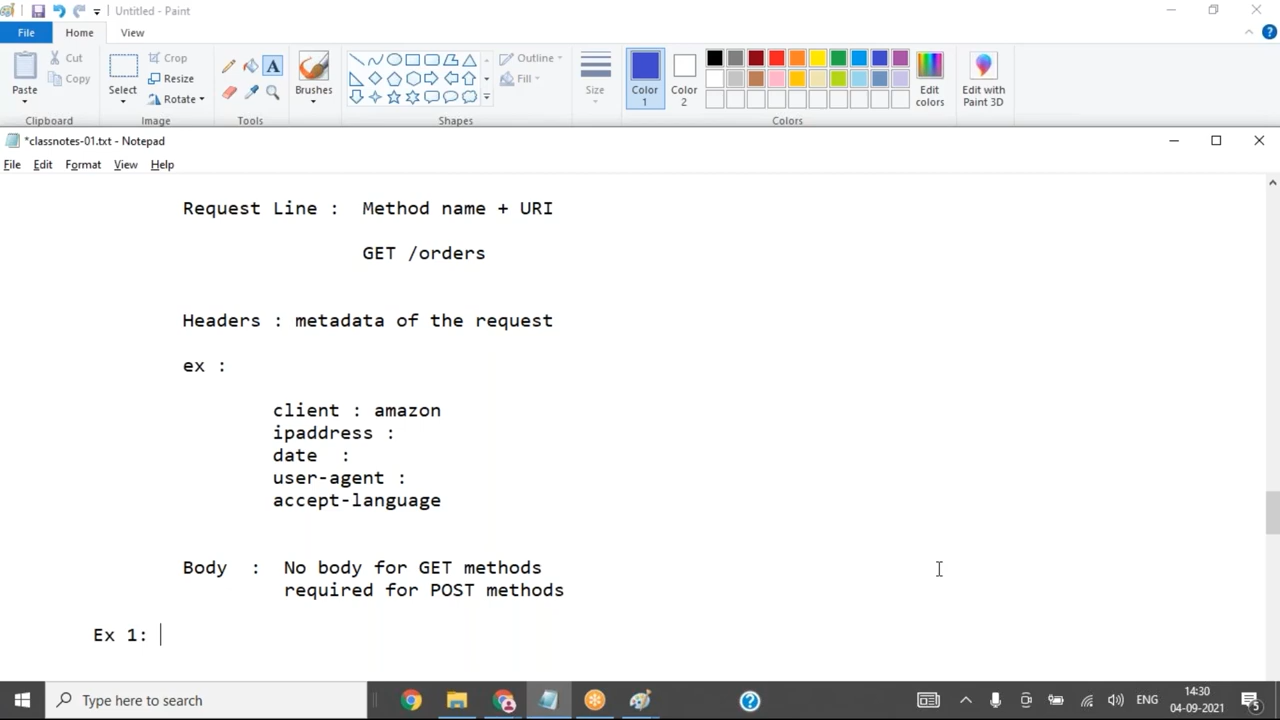 Untitled - Paint
File Home View
Paste
Cut
Copy
Clipboard
Select
Crop
Resize
Rotate
Image
A
Tools
Brushes
Shapes
Outline
Fill
Size
Color 1
Color 2
Colors
Edit colors
Edit with Paint 3D
*classnotes-01.txt - Notepad
File Edit Format View Help
Request Line : Method name + URI
GET /orders
Headers : metadata of the request
ex :
client : amazon
ipaddress :
date :
user-agent :
accept-language
Body : No body for GET methods
required for POST methods
Ex 1:
Type here to search
ENG
14:30
04-09-2021
5